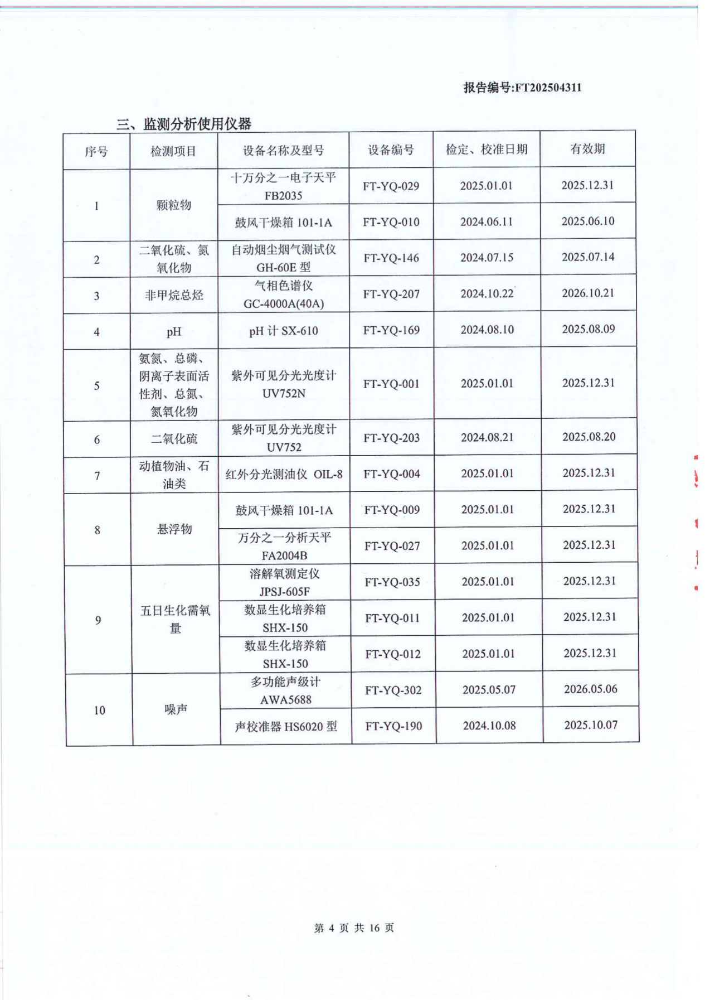 报告编号:FT202504311
三、监测分析使用仪器
序号 检测项目 设备名称及型号 设备编号 检定、校准日期 有效期
1 颗粒物 十万分之一电子天平 FB2035 FT-YQ-029 2025.01.01 2025.12.31
鼓风干燥箱 101-1A FT-YQ-010 2024.06.11 2025.06.10
2 二氧化硫、氮氧化物 自动烟尘烟气测试仪 GH-60E 型 FT-YQ-146 2024.07.15 2025.07.14
3 非甲烷总烃 气相色谱仪 GC-4000A(40A) FT-YQ-207 2024.10.22 2026.10.21
4 pH pH 计 SX-610 FT-YQ-169 2024.08.10 2025.08.09
5 氨氮、总磷、阴离子表面活性剂、总氮、氮氧化物 紫外可见分光光度计 UV752N FT-YQ-001 2025.01.01 2025.12.31
6 二氧化硫 紫外可见分光光度计 UV752 FT-YQ-203 2024.08.21 2025.08.20
7 动植物油、石油类 红外分光测油仪 OIL-8 FT-YQ-004 2025.01.01 2025.12.31
8 悬浮物 鼓风干燥箱 101-1A FT-YQ-009 2025.01.01 2025.12.31
万分之一分析天平 FA2004B FT-YQ-027 2025.01.01 2025.12.31
9 五日生化需氧量 溶解氧测定仪 JPSJ-605F FT-YQ-035 2025.01.01 2025.12.31
数显生化培养箱 SHX-150 FT-YQ-011 2025.01.01 2025.12.31
数显生化培养箱 SHX-150 FT-YQ-012 2025.01.01 2025.12.31
10 噪声 多功能声级计 AWA5688 FT-YQ-302 2025.05.07 2026.05.06
声校准器 HS6020 型 FT-YQ-190 2024.10.08 2025.10.07
第 4 页 共 16 页